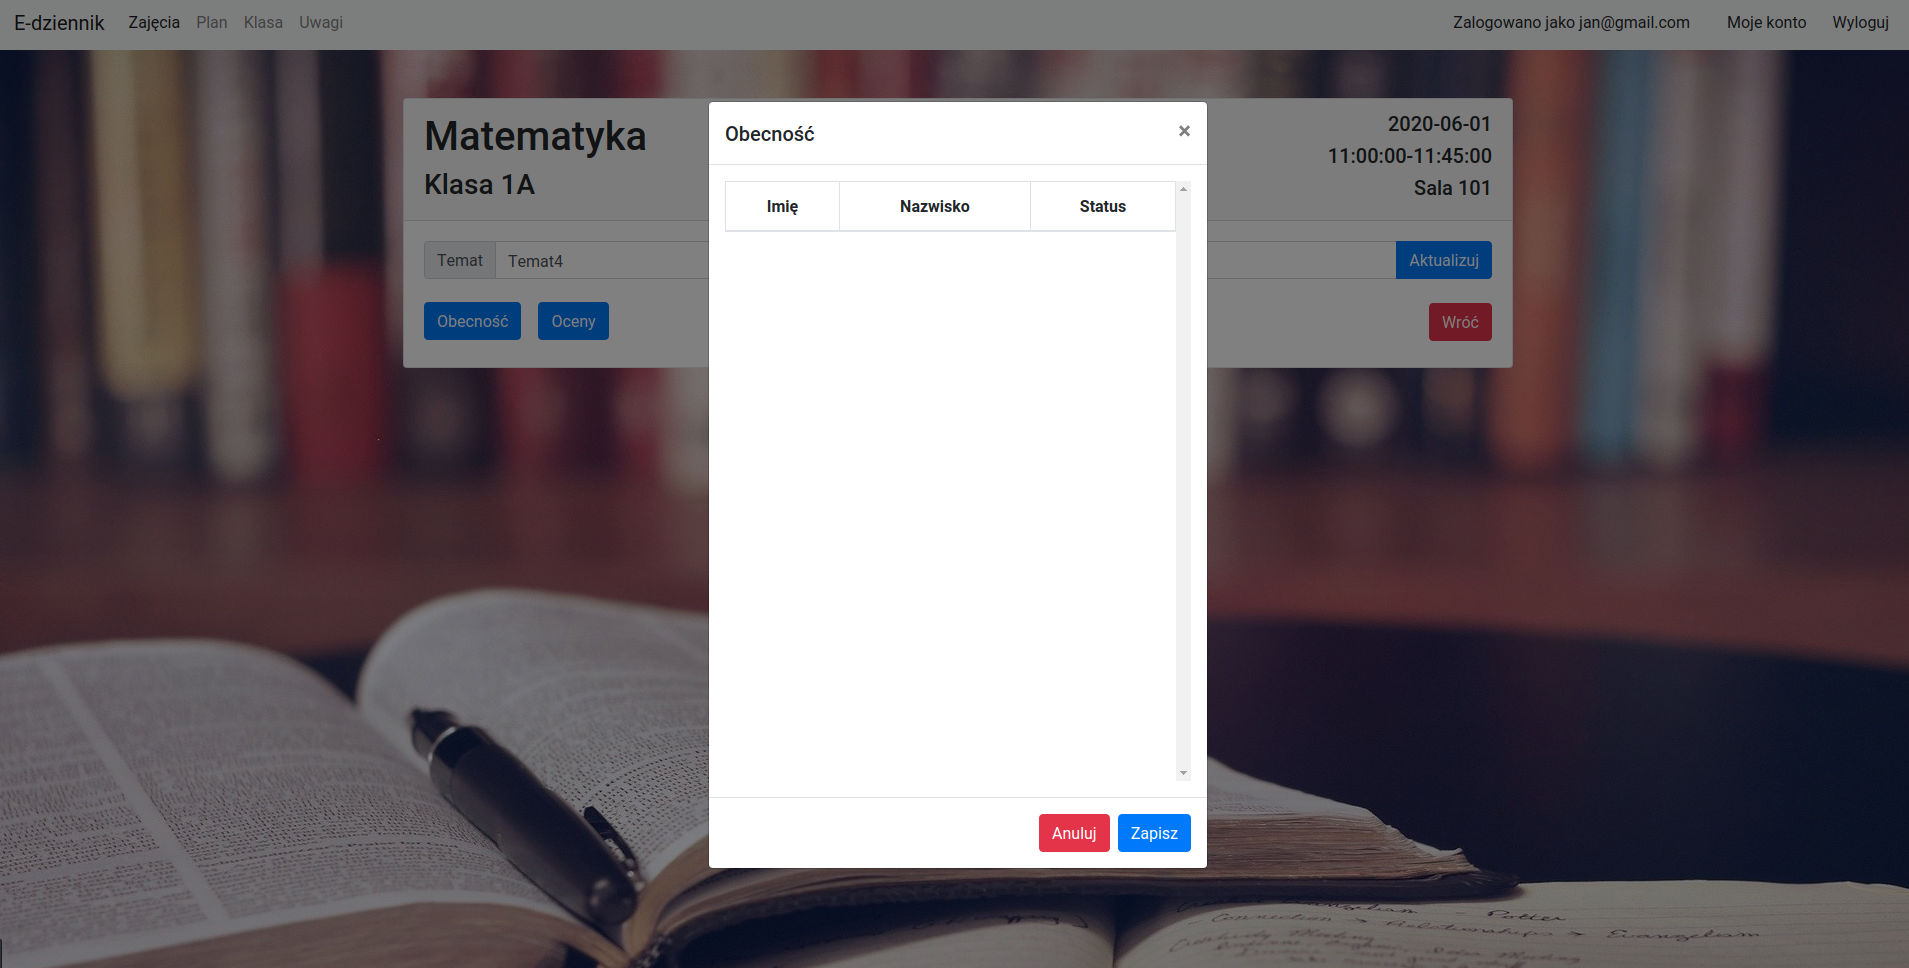 E-dziennik Zajęcia Plan Klasa Uwagi Zalogowano jako jan@gmail.com Moje konto Wyloguj
Matematyka
Klasa 1A
2020-06-01
11:00:00-11:45:00
Sala 101
Temat Temat4 Aktualizuj
Obecność Oceny Wróć
Obecność ×
Imię Nazwisko Status
Anuluj Zapisz